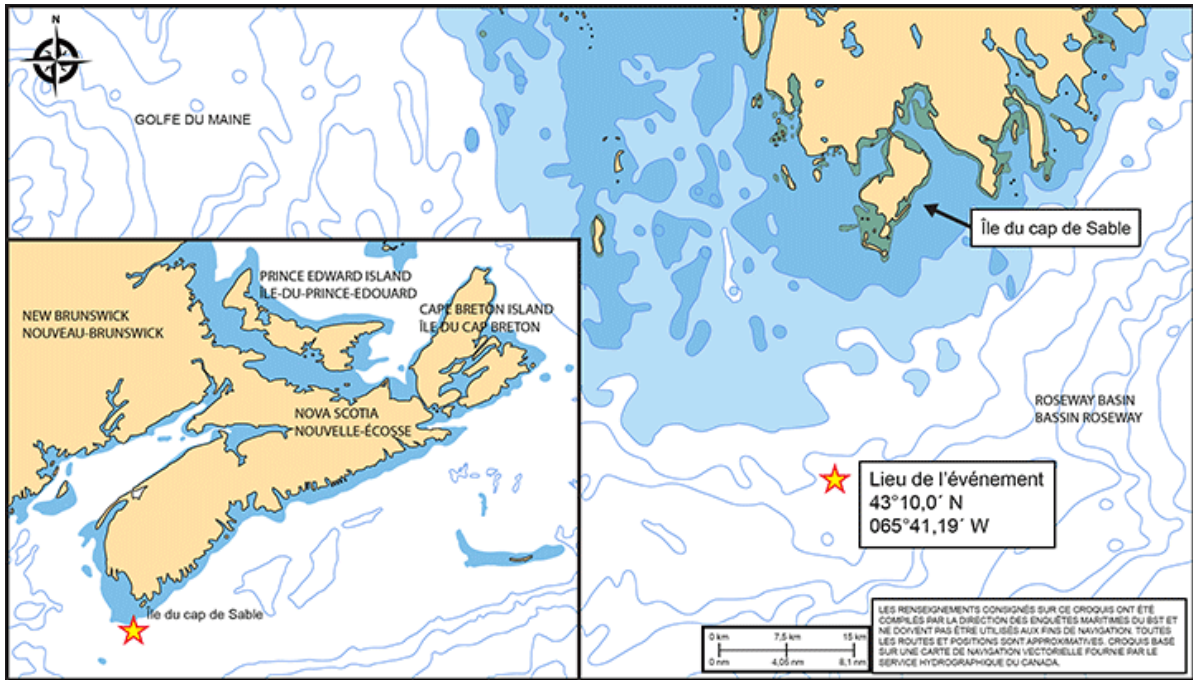 N
GOLFE DU MAINE
Île du cap de Sable
PRINCE EDWARD ISLAND
ÎLE-DU-PRINCE-EDOUARD
CAPE BRETON ISLAND
ÎLE DU CAP BRETON
NEW BRUNSWICK
NOUVEAU-BRUNSWICK
NOVA SCOTIA
NOUVELLE-ÉCOSSE
Île du cap de Sable
ROSEWAY BASIN
BASSIN ROSEWAY
Lieu de l'événement
43°10,0´ N
065°41,19´ W
0 km 7,5 km 15 km
0 nm 4,05 nm 8,1 nm
LES RENSEIGNEMENTS CONSIGNÉS SUR CE CROQUIS ONT ÉTÉ
COMPILÉS PAR LA DIRECTION DES ENQUÊTES MARITIMES DU BST ET
NE DOIVENT PAS ÊTRE UTILISÉS AUX FINS DE NAVIGATION. TOUTES
LES ROUTES ET POSITIONS SONT APPROXIMATIVES. CROQUIS BASÉ
SUR UNE CARTE DE NAVIGATION VECTORIELLE FOURNIE PAR LE
SERVICE HYDROGRAPHIQUE DU CANADA.